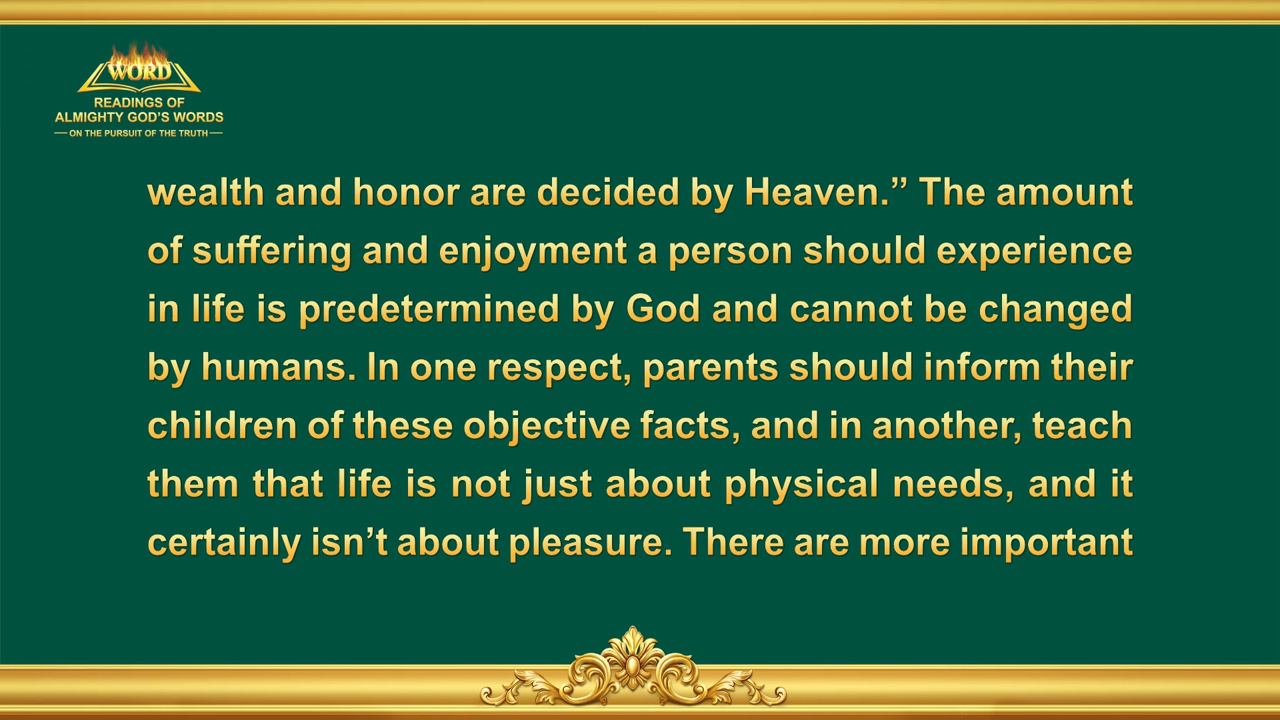 WORD
READINGS OF
ALMIGHTY GOD'S WORDS
— ON THE PURSUIT OF THE TRUTH —
wealth and honor are decided by Heaven.” The amount
of suffering and enjoyment a person should experience
in life is predetermined by God and cannot be changed
by humans. In one respect, parents should inform their
children of these objective facts, and in another, teach
them that life is not just about physical needs, and it
certainly isn’t about pleasure. There are more important